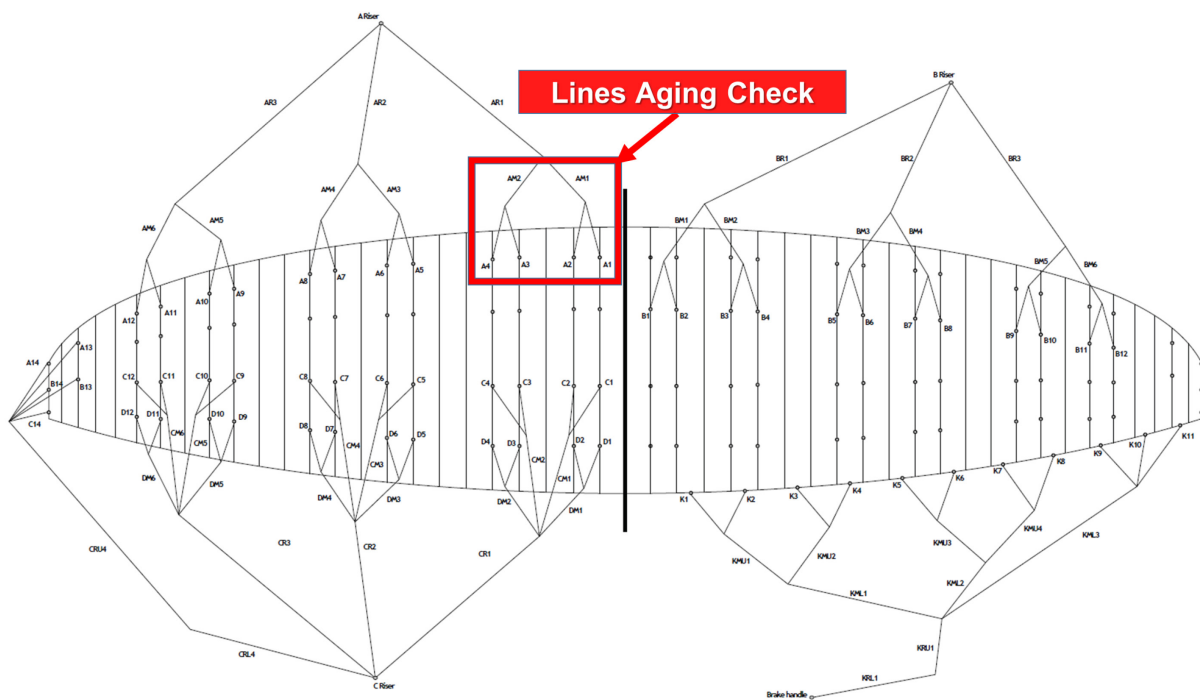 A Riser
B Riser
Lines Aging Check
AR3
AR2
AR1
BR1
BR2
BR3
AM2
AM1
AM4
AM3
AM6
AM5
BM1
BM2
BM3
BM4
BM5
BM6
A4
A3
A2
A1
A8
A7
A6
A5
A12
A11
A10
A9
A14
A13
B14
B13
C14
B1
B2
B3
B4
B5
B6
B7
B8
B9
B10
B11
B12
C12
C11
C10
C9
C8
C7
C6
C5
C4
C3
C2
C1
D12
D11
D10
D9
D8
D7
D6
D5
D4
D3
D2
D1
CM6
CM5
CM4
CM3
CM2
CM1
DM6
DM5
DM4
DM3
DM2
DM1
K1
K2
K3
K4
K5
K6
K7
K8
K9
K10
K11
KMU1
KMU2
KMU3
KMU4
KML3
KML1
KML2
CRU4
CR3
CR2
CR1
CRL4
C Riser
KRU1
KRL1
Brake handle